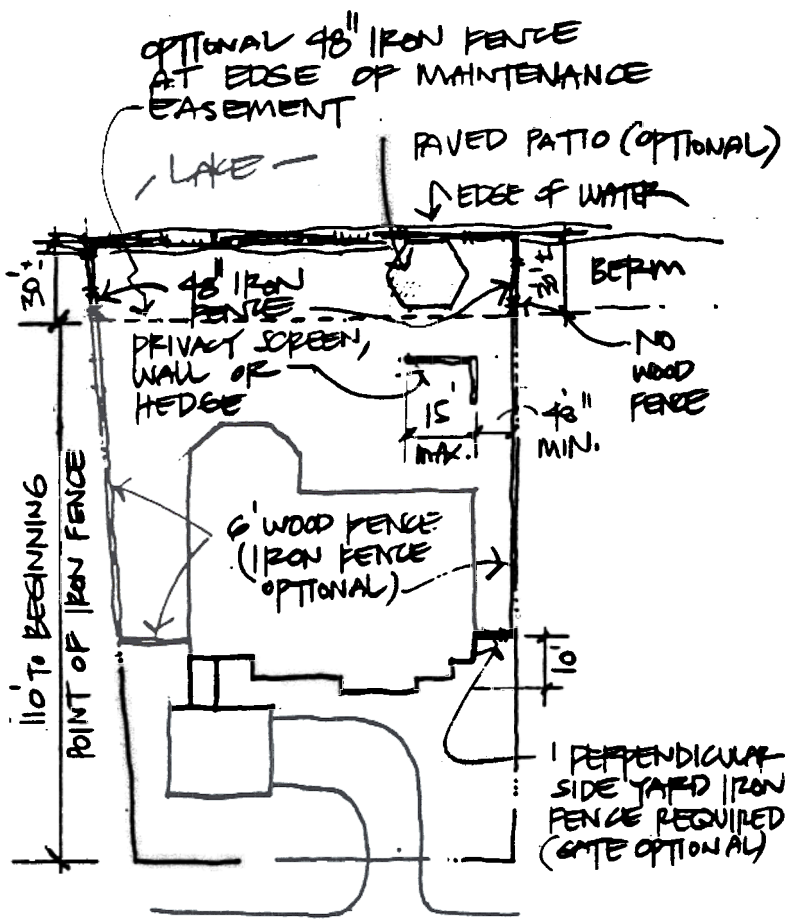 OPTIONAL 48" IRON FENCE
AT EDGE OF MAINTENANCE
EASEMENT
LAKE
PAVED PATIO (OPTIONAL)
EDGE OF WATER
30'±
48" IRON
FENCE
30'±
BERM
PRIVACY SCREEN,
WALL OR
HEDGE
NO
WOOD
FENCE
15'
MAX.
48"
MIN.
110' TO BEGINNING
POINT OF IRON FENCE
6' WOOD FENCE
(IRON FENCE
OPTIONAL)
10'
1 PERPENDICULAR
SIDE YARD IRON
FENCE REQUIRED
(GATE OPTIONAL)